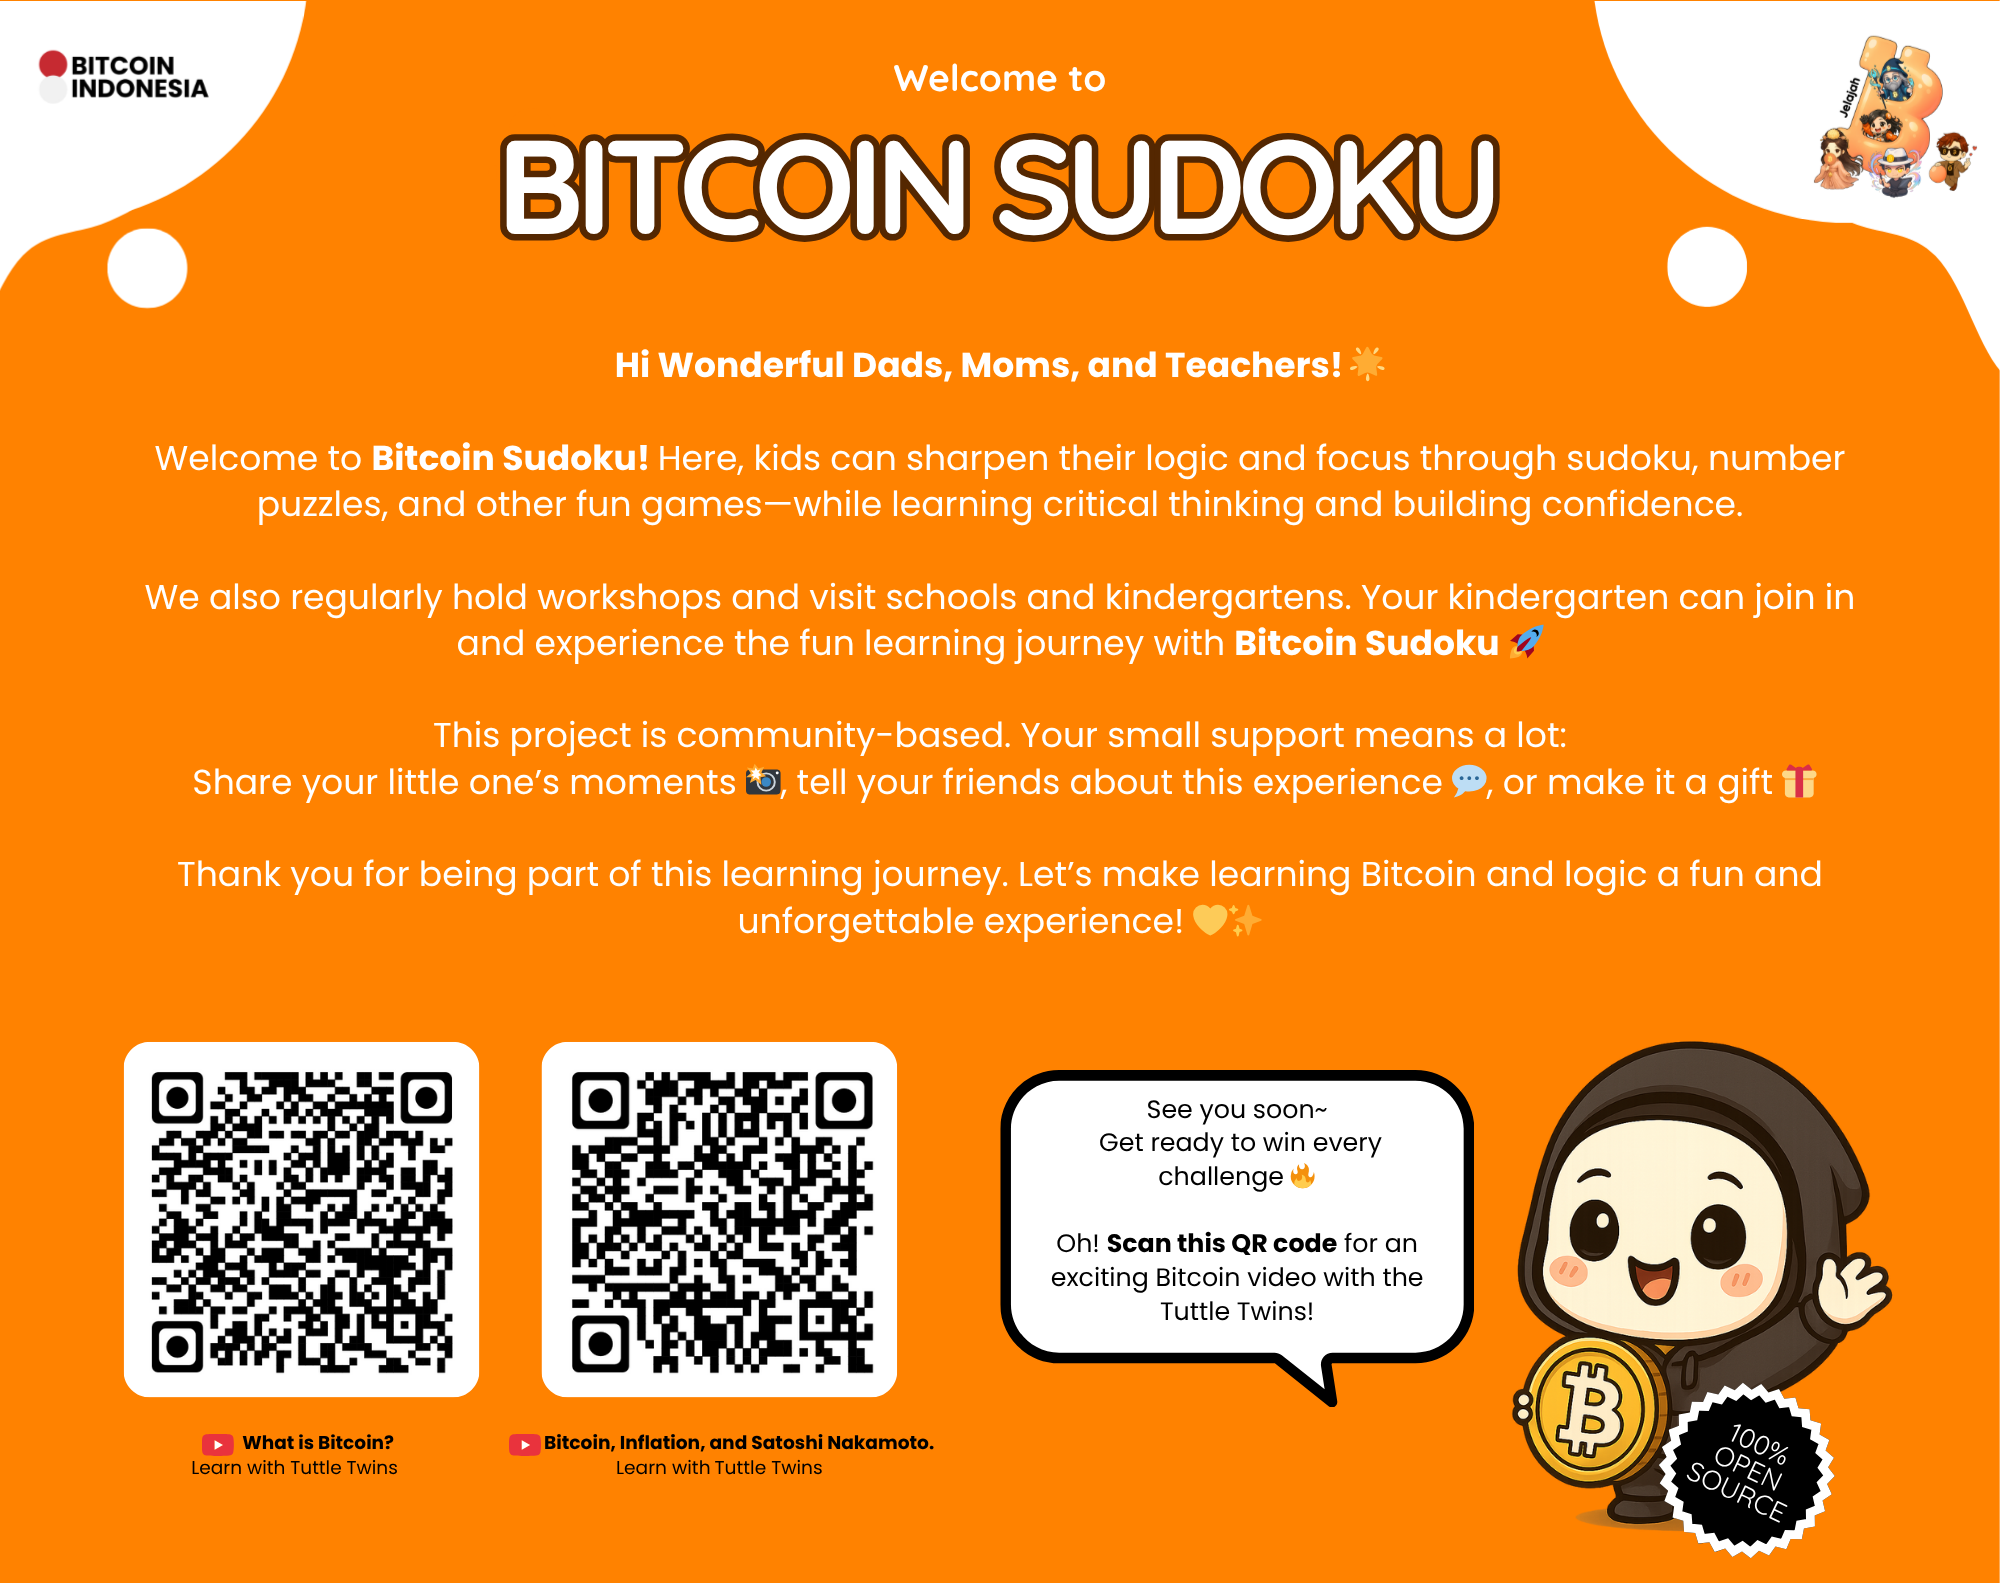 BITCOIN
INDONESIA
Jelajah
Welcome to
BITCOIN SUDOKU
Hi Wonderful Dads, Moms, and Teachers! 🌟
Welcome to Bitcoin Sudoku! Here, kids can sharpen their logic and focus through sudoku, number
puzzles, and other fun games—while learning critical thinking and building confidence.
We also regularly hold workshops and visit schools and kindergartens. Your kindergarten can join in
and experience the fun learning journey with Bitcoin Sudoku 🚀
This project is community-based. Your small support means a lot:
Share your little one’s moments 📸, tell your friends about this experience 💬, or make it a gift 🎁
Thank you for being part of this learning journey. Let’s make learning Bitcoin and logic a fun and
unforgettable experience! 💛✨
What is Bitcoin?
Learn with Tuttle Twins
Bitcoin, Inflation, and Satoshi Nakamoto.
Learn with Tuttle Twins
See you soon~
Get ready to win every
challenge 🔥
Oh! Scan this QR code for an
exciting Bitcoin video with the
Tuttle Twins!
100%
OPEN
SOURCE